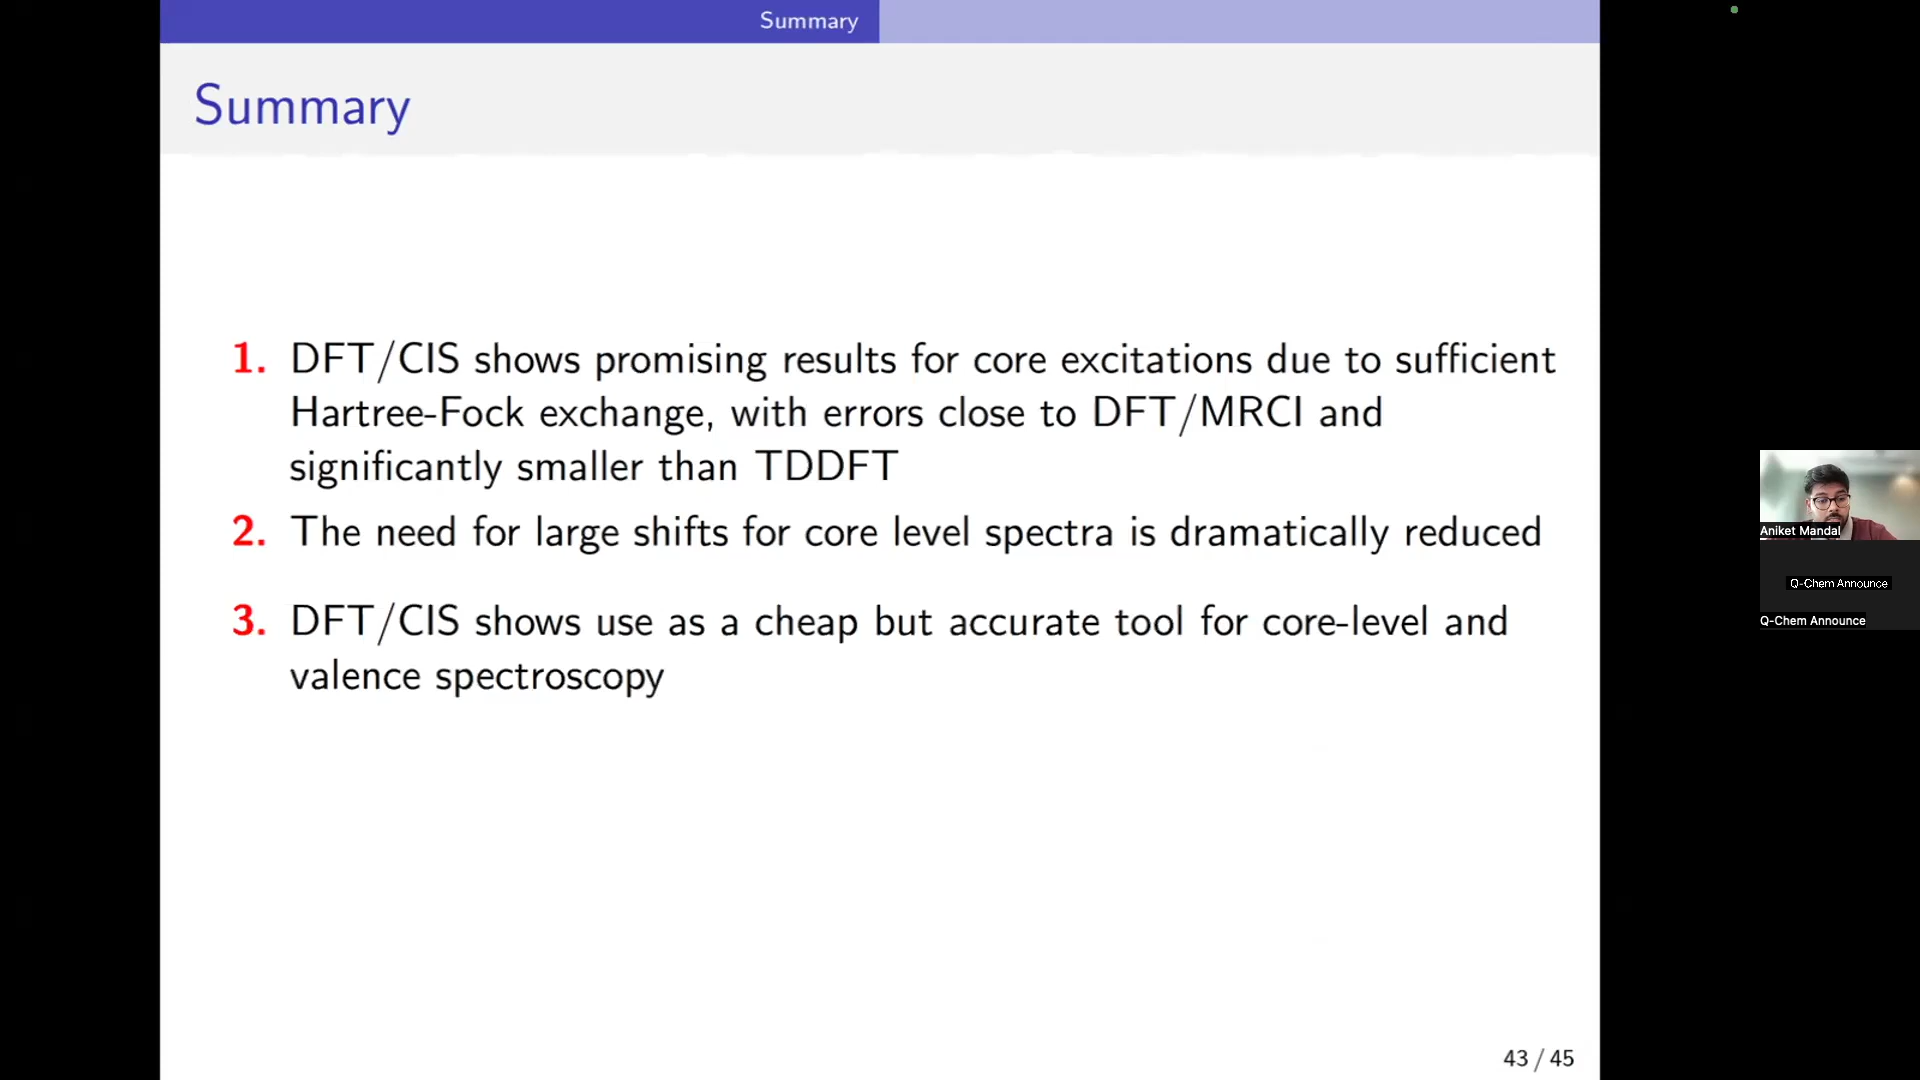 Summary
Summary
1. DFT/CIS shows promising results for core excitations due to sufficient
Hartree-Fock exchange, with errors close to DFT/MRCI and
significantly smaller than TDDFT
2. The need for large shifts for core level spectra is dramatically reduced
3. DFT/CIS shows use as a cheap but accurate tool for core-level and
valence spectroscopy
43 / 45
Aniket Mandal
Q-Chem Announce
Q-Chem Announce